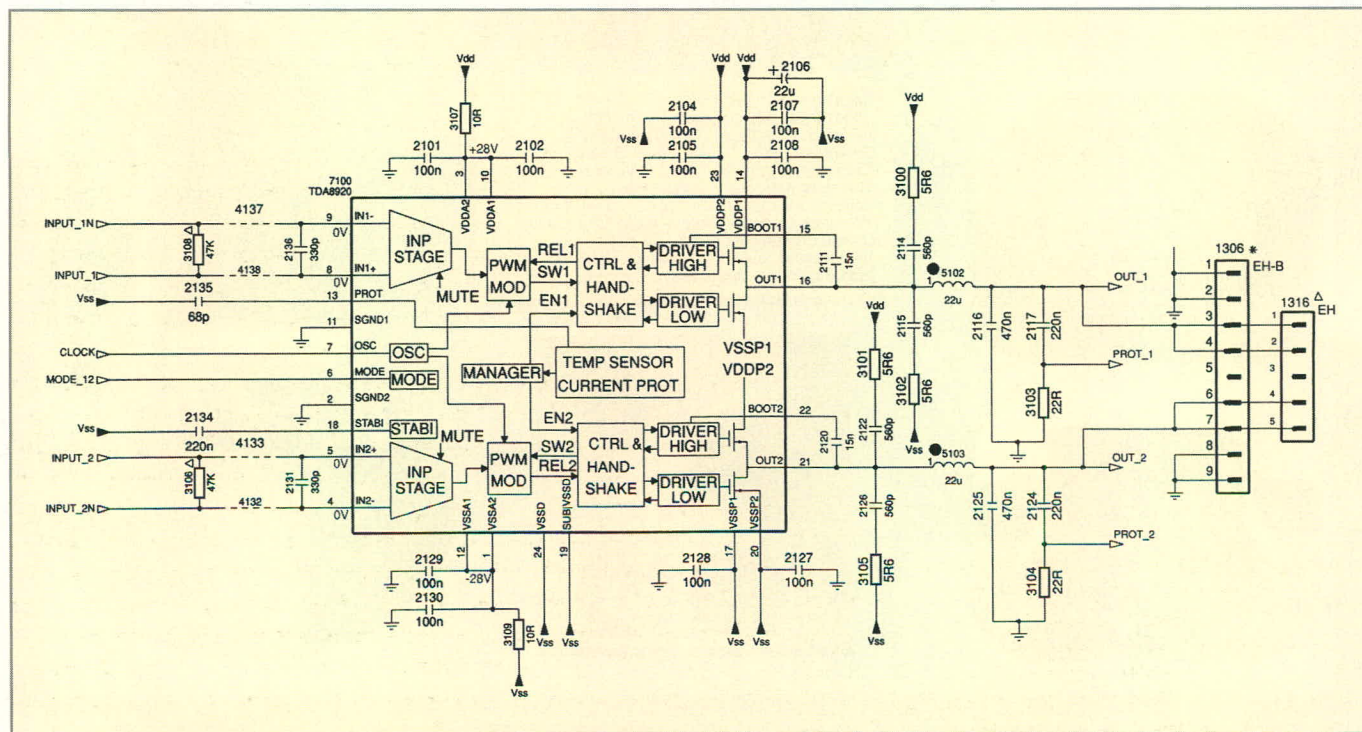 Vdd
Vdd
Vdd
2106
22u
3107
10R
2104
100n
2107
100n
Vss
Vss
Vdd
2101
100n
+28V
2102
100n
2105
100n
2108
100n
3
10
23
14
3100
5R6
7100
TDA8920
VDDA2
VDDA1
VDDP2
VDDP1
INPUT_1N
4137
9
IN1-
0V
BOOT1
15
3108
47K
2136
330p
INP
STAGE
REL1
SW1
EN1
PWM
MOD
CTRL &
HAND-
SHAKE
DRIVER
HIGH
DRIVER
LOW
2111
15n
2114
560p
1306 *
EH-B
INPUT_1
4138
8
IN1+
0V
MUTE
OUT1
16
5102
1
22u
OUT_1
1316
EH
Vss
2135
68p
13
PROT
11
SGND1
Vdd
2115
560p
2116
470n
2117
220n
CLOCK
7
OSC
OSC
MANAGER
TEMP SENSOR
CURRENT PROT
VSSP1
VDDP2
3101
5R6
3102
5R6
PROT_1
MODE_12
6
MODE
MODE
2
SGND2
3103
22R
Vss
2134
220n
18
STABI
STABI
MUTE
EN2
SW2
REL2
BOOT2
22
2120
15n
2122
560p
Vss
INPUT_2
4133
5
IN2+
0V
3106
47K
2131
330p
INP
STAGE
PWM
MOD
CTRL &
HAND-
SHAKE
DRIVER
HIGH
DRIVER
LOW
OUT2
21
5103
1
22u
OUT_2
INPUT_2N
4132
4
IN2-
0V
2126
560p
2125
470n
2124
220n
VSSA1
VSSA2
VSSD
SUB|VSSD
VSSP1
VSSP2
PROT_2
12
1
24
19
17
20
2129
100n
-28V
2130
100n
2128
100n
2127
100n
3105
5R6
3104
22R
3109
10R
Vss
Vss
Vss
Vss
Vss
Vss
1
2
3
4
5
6
7
8
9
1
2
3
4
5